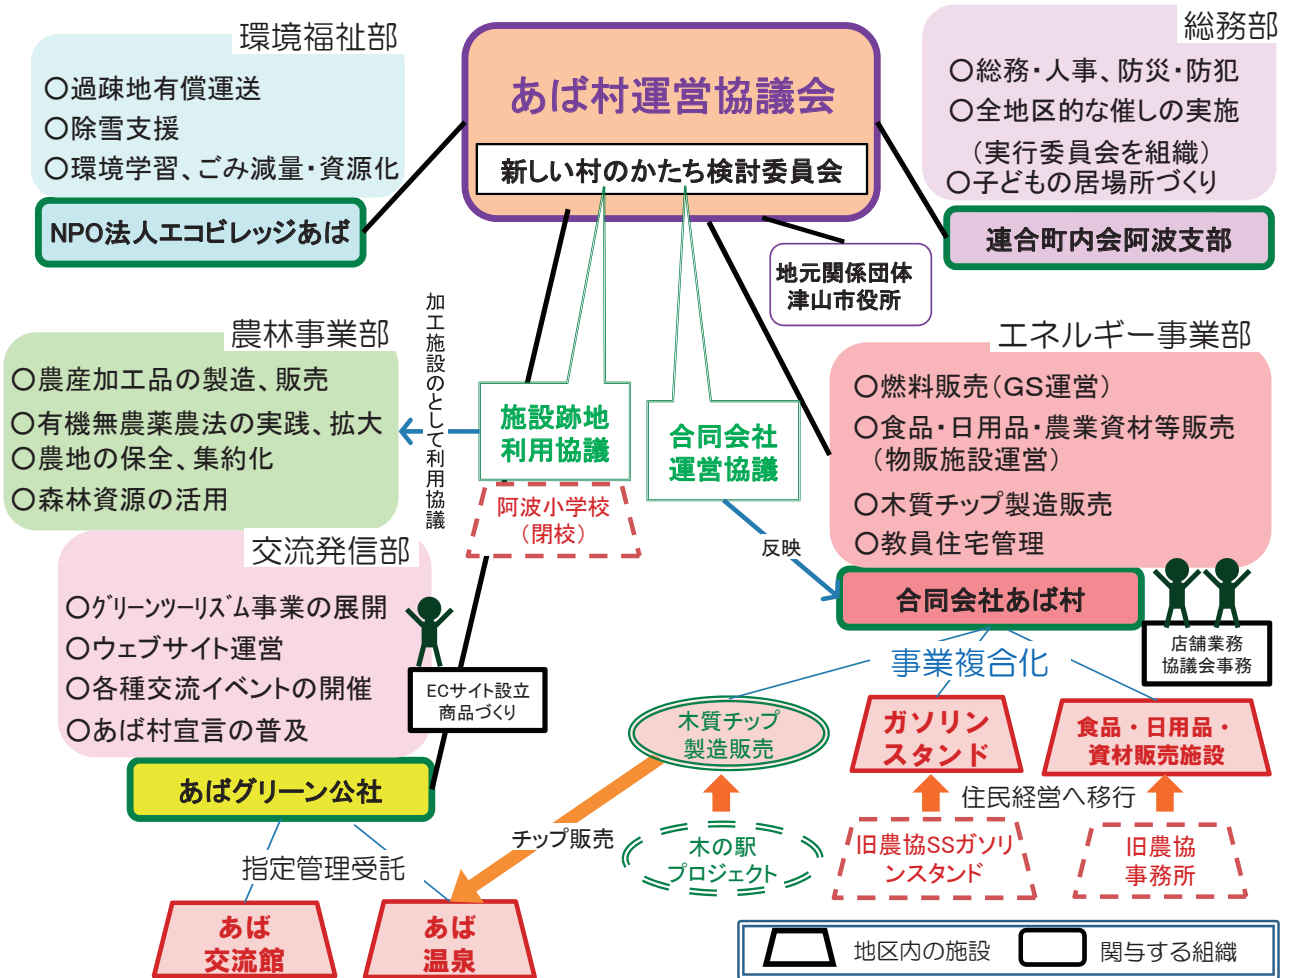 環境福祉部
〇過疎地有償運送
〇除雪支援
〇環境学習、ごみ減量・資源化
NPO法人エコビレッジあば
あば村運営協議会
新しい村のかたち検討委員会
総務部
〇総務・人事、防災・防犯
〇全地区的な催しの実施
（実行委員会を組織）
〇子どもの居場所づくり
連合町内会阿波支部
地元関係団体
津山市役所
農林事業部
〇農産加工品の製造、販売
〇有機無農薬農法の実践、拡大
〇農地の保全、集約化
〇森林資源の活用
加工施設のとして利用協議
施設跡地
利用協議
阿波小学校
（閉校）
合同会社
運営協議
反映
エネルギー事業部
〇燃料販売（GS運営）
〇食品・日用品・農業資材等販売
（物販施設運営）
〇木質チップ製造販売
〇教員住宅管理
合同会社あば村
店舗業務
協議会事務
交流発信部
〇グリーンツーリズム事業の展開
〇ウェブサイト運営
〇各種交流イベントの開催
〇あば村宣言の普及
ECサイト設立
商品づくり
あばグリーン公社
指定管理受託
あば
交流館
あば
温泉
チップ販売
事業複合化
木質チップ
製造販売
ガソリン
スタンド
食品・日用品・
資材販売施設
住民経営へ移行
木の駅
プロジェクト
旧農協SSガソリ
ンスタンド
旧農協
事務所
地区内の施設
関与する組織